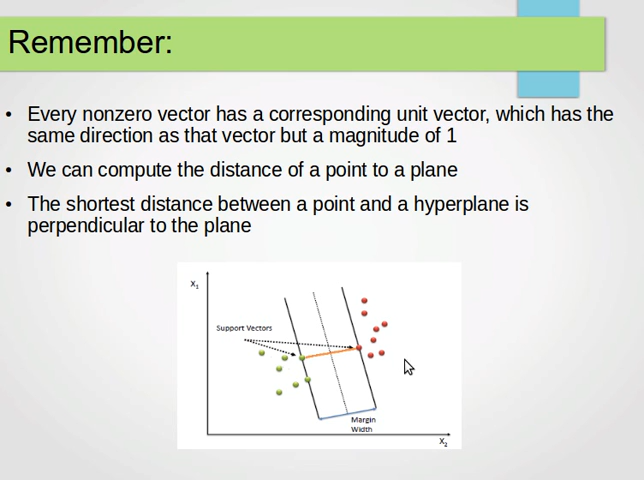 Remember:
• Every nonzero vector has a corresponding unit vector, which has the
same direction as that vector but a magnitude of 1
• We can compute the distance of a point to a plane
• The shortest distance between a point and a hyperplane is
perpendicular to the plane
X₁
Support Vectors
Margin
Width
X₂